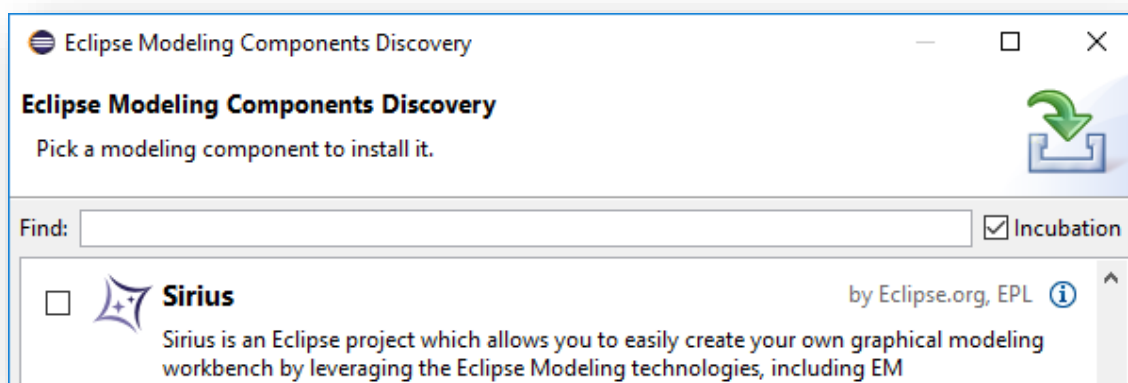 Eclipse Modeling Components Discovery
Eclipse Modeling Components Discovery
Pick a modeling component to install it.
Find: Incubation
Sirius by Eclipse.org, EPL
Sirius is an Eclipse project which allows you to easily create your own graphical modeling
workbench by leveraging the Eclipse Modeling technologies, including EM